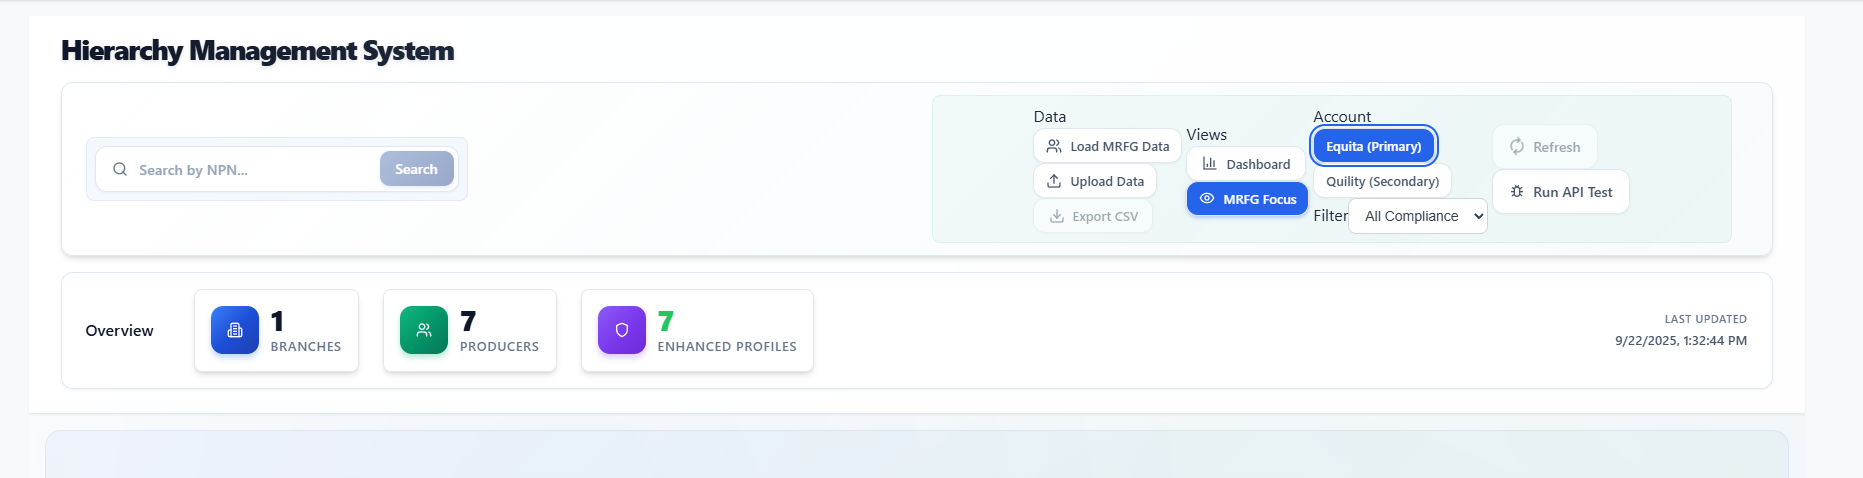 Hierarchy Management System
Search by NPN...
Search
Data
Load MRFG Data
Upload Data
Export CSV
Views
Dashboard
MRFG Focus
Account
Equita (Primary)
Quility (Secondary)
Filter
All Compliance
Refresh
Run API Test
Overview
1
BRANCHES
7
PRODUCERS
7
ENHANCED PROFILES
LAST UPDATED
9/22/2025, 1:32:44 PM